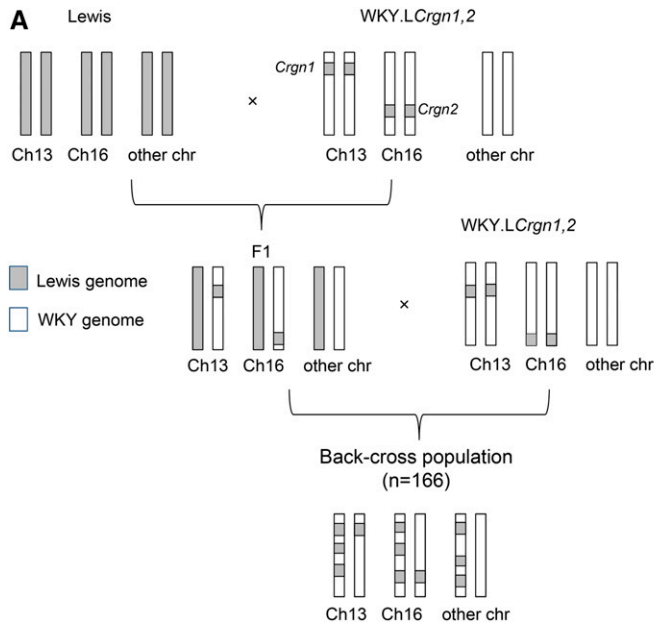 A
Lewis
WKY.LCrgn1,2
Crgn1
×
Crgn2
Ch13 Ch16 other chr
Ch13 Ch16 other chr
WKY.LCrgn1,2
F1
Lewis genome
WKY genome
×
Ch13 Ch16 other chr
Ch13 Ch16 other chr
Back-cross population
(n=166)
Ch13 Ch16 other chr